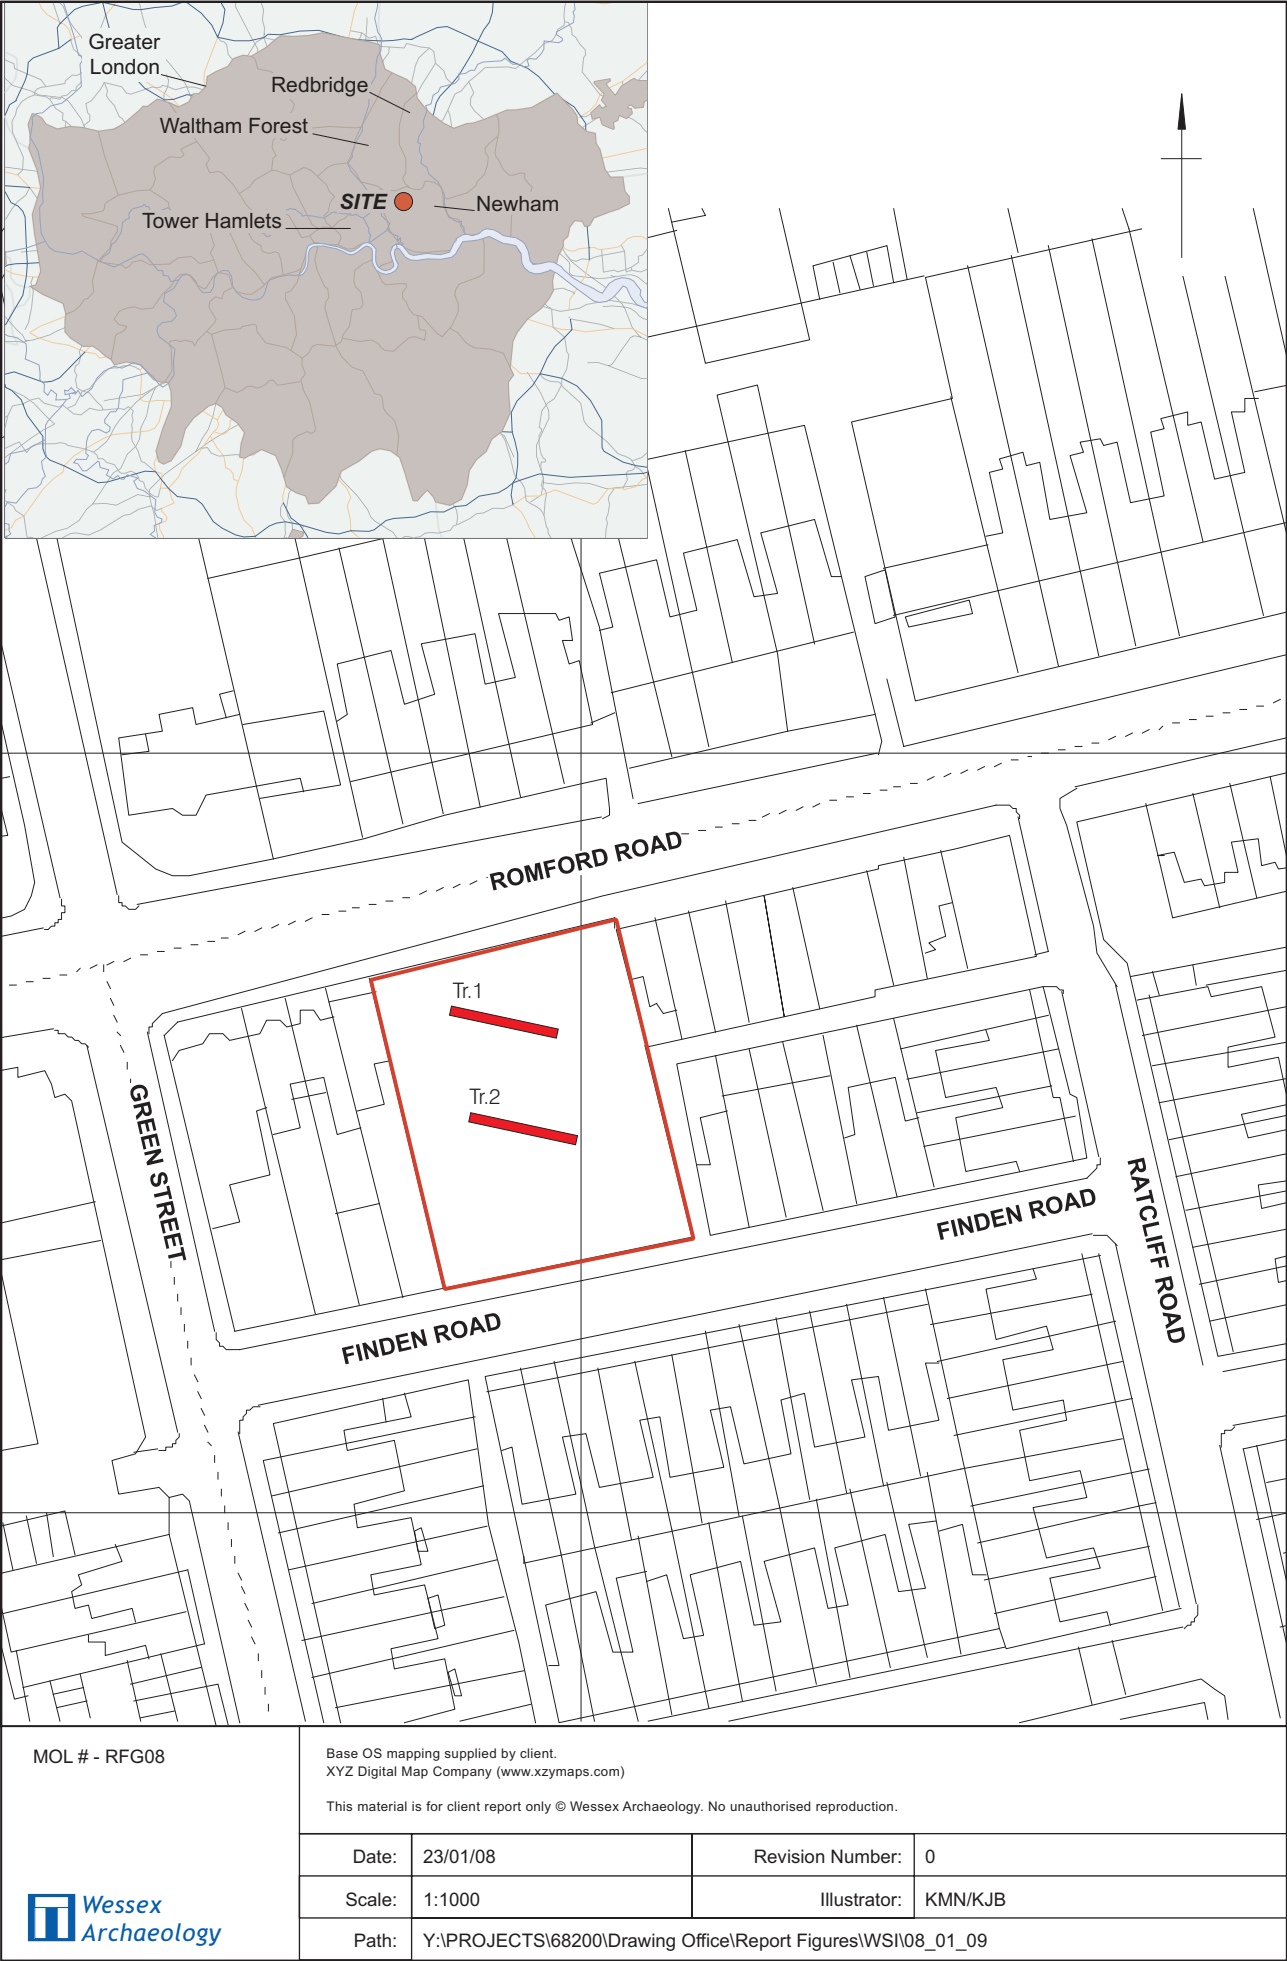 Greater
London
Redbridge
Waltham Forest
SITE
Newham
Tower Hamlets
ROMFORD ROAD
Tr.1
Tr.2
GREEN STREET
FINDEN ROAD
RATCLIFF ROAD
FINDEN ROAD
MOL # - RFG08
Wessex
Archaeology
Base OS mapping supplied by client.
XYZ Digital Map Company (www.xzymaps.com)
This material is for client report only © Wessex Archaeology. No unauthorised reproduction.
Date: 23/01/08 Revision Number: 0
Scale: 1:1000 Illustrator: KMN/KJB
Path: Y:\PROJECTS\68200\Drawing Office\Report Figures\WSI\08_01_09